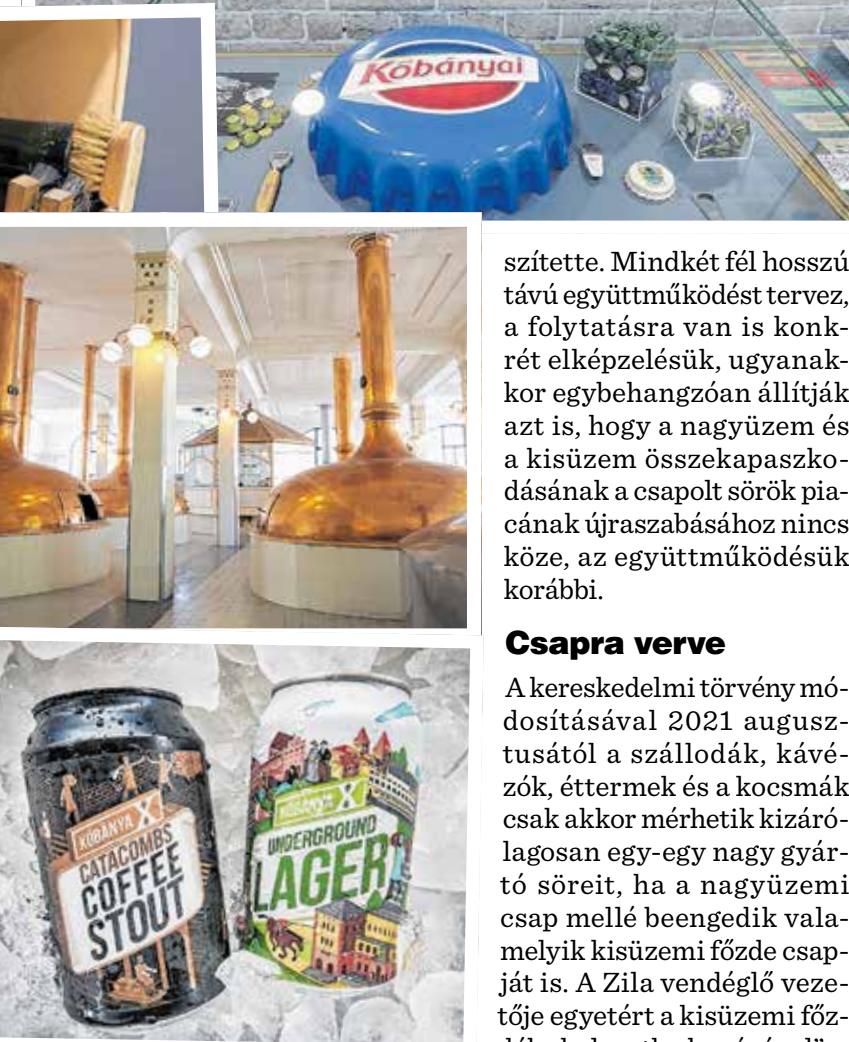 Kőbányai
KŐBÁNYA X
CATACOMBS
COFFEE
STOUT
KŐBÁNYA X
UNDERGROUND
LAGER
szítette. Mindkét fél hosszú
távú együttműködést tervez,
a folytatásra van is konk-
rét elképzelésük, ugyanak-
kor egybehangzóan állítják
azt is, hogy a nagyüzem és
a kisüzem összekapaszko-
dásának a csapolt sörök pia-
cának újraszabásához nincs
köze, az együttműködésük
korábbi.
Csapra verve
A kereskedelmi törvény mó-
dosításával 2021 augusz-
tusától a szállodák, kávé-
zók, éttermek és a kocsmák
csak akkor mérhetik kizáró-
lagosan egy-egy nagy gyár-
tó söreit, ha a nagyüzemi
csap mellé beengedik vala-
melyik kisüzemi főzde csap-
ját is. A Zila vendéglő veze-
tője egyetért a kisüzemi főz-